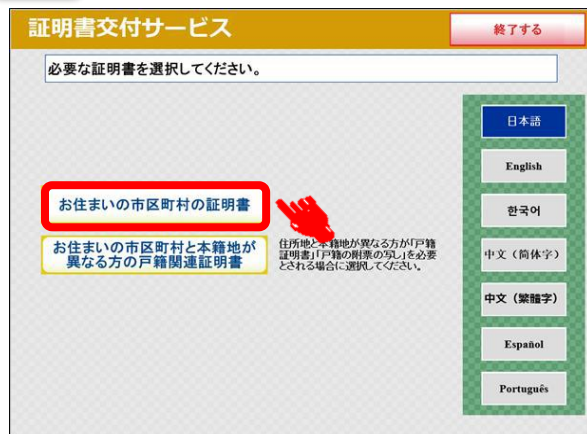 証明書交付サービス
終了する
必要な証明書を選択してください。
日本語
English
한국어
中文（简体字）
中文（繁體字）
Español
Português
お住まいの市区町村の証明書
お住まいの市区町村と本籍地が
異なる方の戸籍関連証明書
住所地と本籍地が異なる方が「戸籍
証明書」「戸籍の附票の写し」を必要
とされる場合に選択してください。